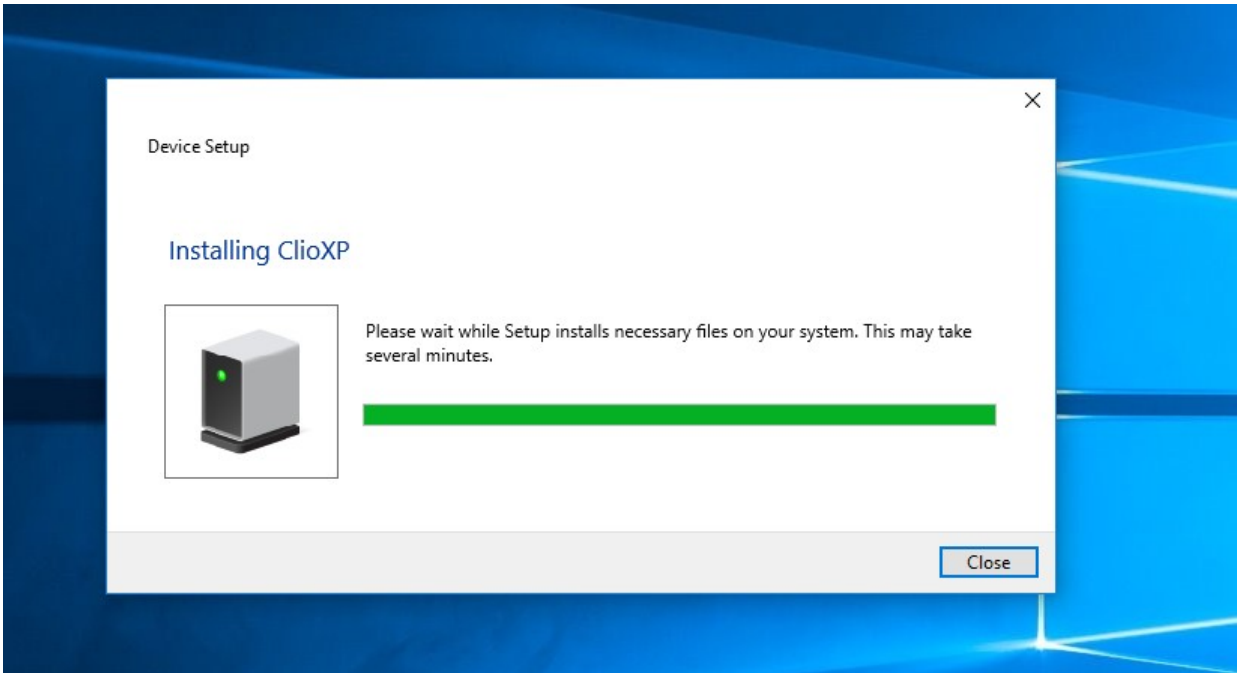 Device Setup
Installing ClioXP
Please wait while Setup installs necessary files on your system. This may take
several minutes.
Close